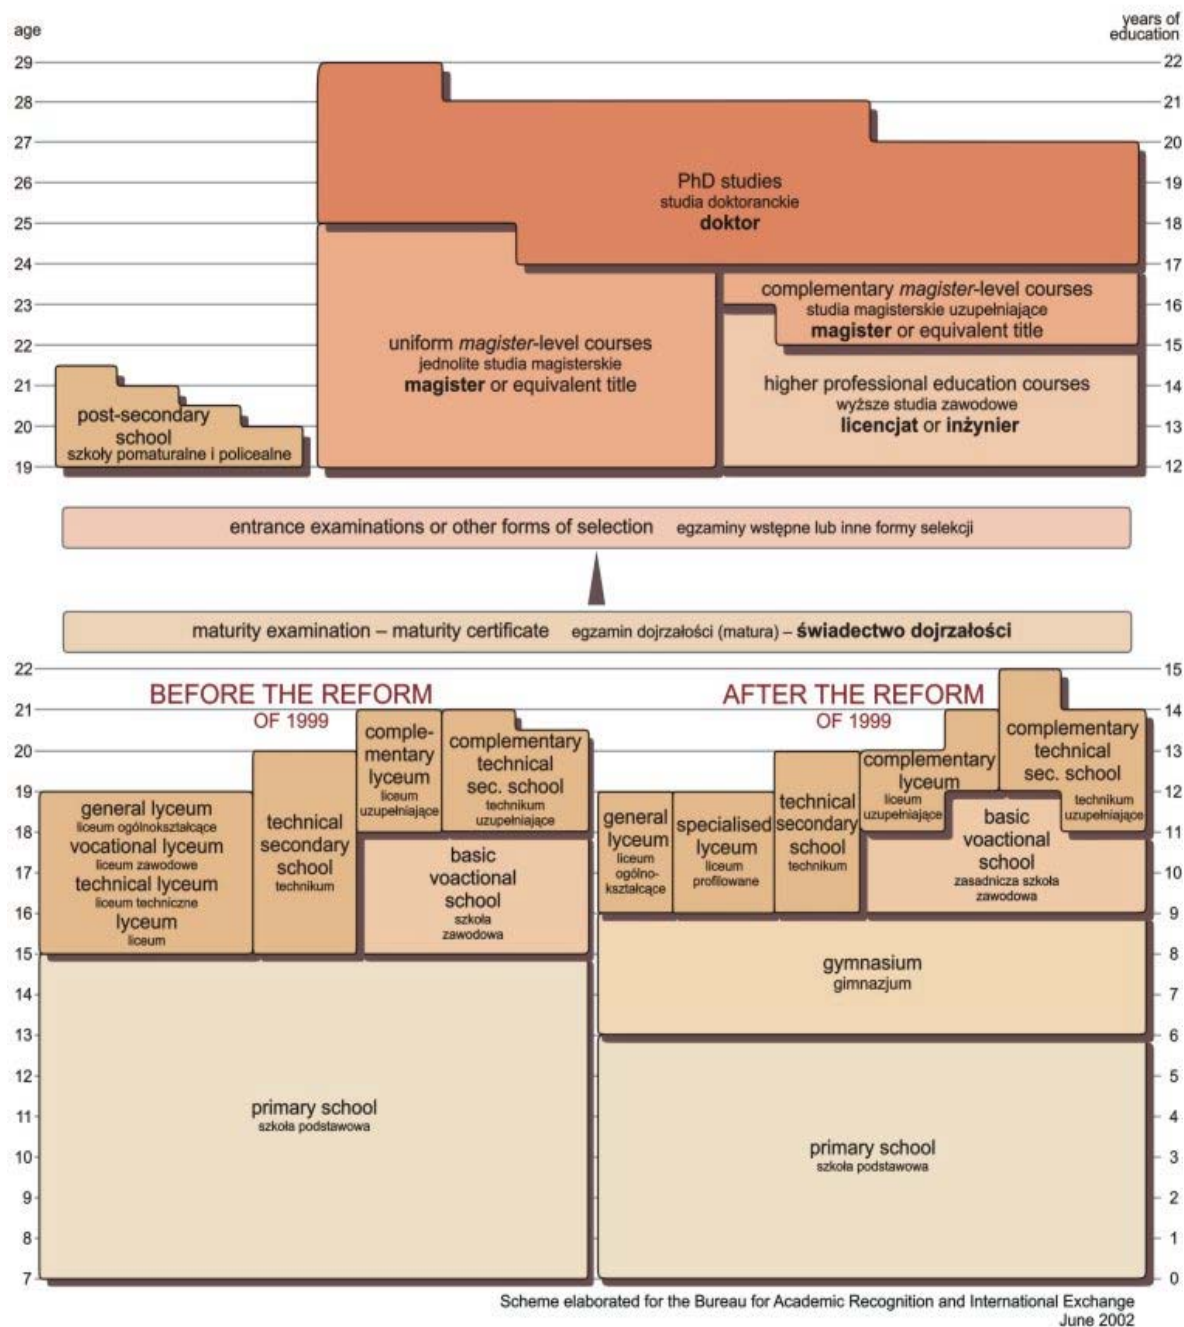 age
years of
education
29
22
28
21
27
20
26
19
25
18
24
17
23
16
22
15
21
14
20
13
19
12
PhD studies
studia doktoranckie
doktor
uniform magister-level courses
jednolite studia magisterskie
magister or equivalent title
complementary magister-level courses
studia magisterskie uzupełniające
magister or equivalent title
higher professional education courses
wyższe studia zawodowe
licencjat or inżynier
post-secondary
school
szkoły pomaturalne i policealne
entrance examinations or other forms of selection egzaminy wstępne lub inne formy selekcji
maturity examination – maturity certificate egzamin dojrzałości (matura) – świadectwo dojrzałości
22
15
21
14
20
13
19
12
18
11
17
10
16
9
15
8
14
7
13
6
12
5
11
4
10
3
9
2
8
1
7
0
BEFORE THE REFORM
OF 1999
general lyceum
liceum ogólnokształcące
vocational lyceum
liceum zawodowe
technical lyceum
liceum techniczne
lyceum
liceum
technical
secondary
school
technikum
comple-
mentary
lyceum
liceum
uzupełniające
complementary
technical
sec. school
technikum
uzupełniające
basic
voactional
school
szkoła
zawodowa
primary school
szkoła podstawowa
AFTER THE REFORM
OF 1999
general
lyceum
liceum
ogólno-
kształcące
specialised
lyceum
liceum
profilowane
technical
secondary
school
technikum
complementary
lyceum
liceum
uzupełniające
complementary
technical
sec. school
technikum
uzupełniające
basic
voactional
school
zasadnicza szkoła
zawodowa
gymnasium
gimnazjum
primary school
szkoła podstawowa
Scheme elaborated for the Bureau for Academic Recognition and International Exchange
June 2002